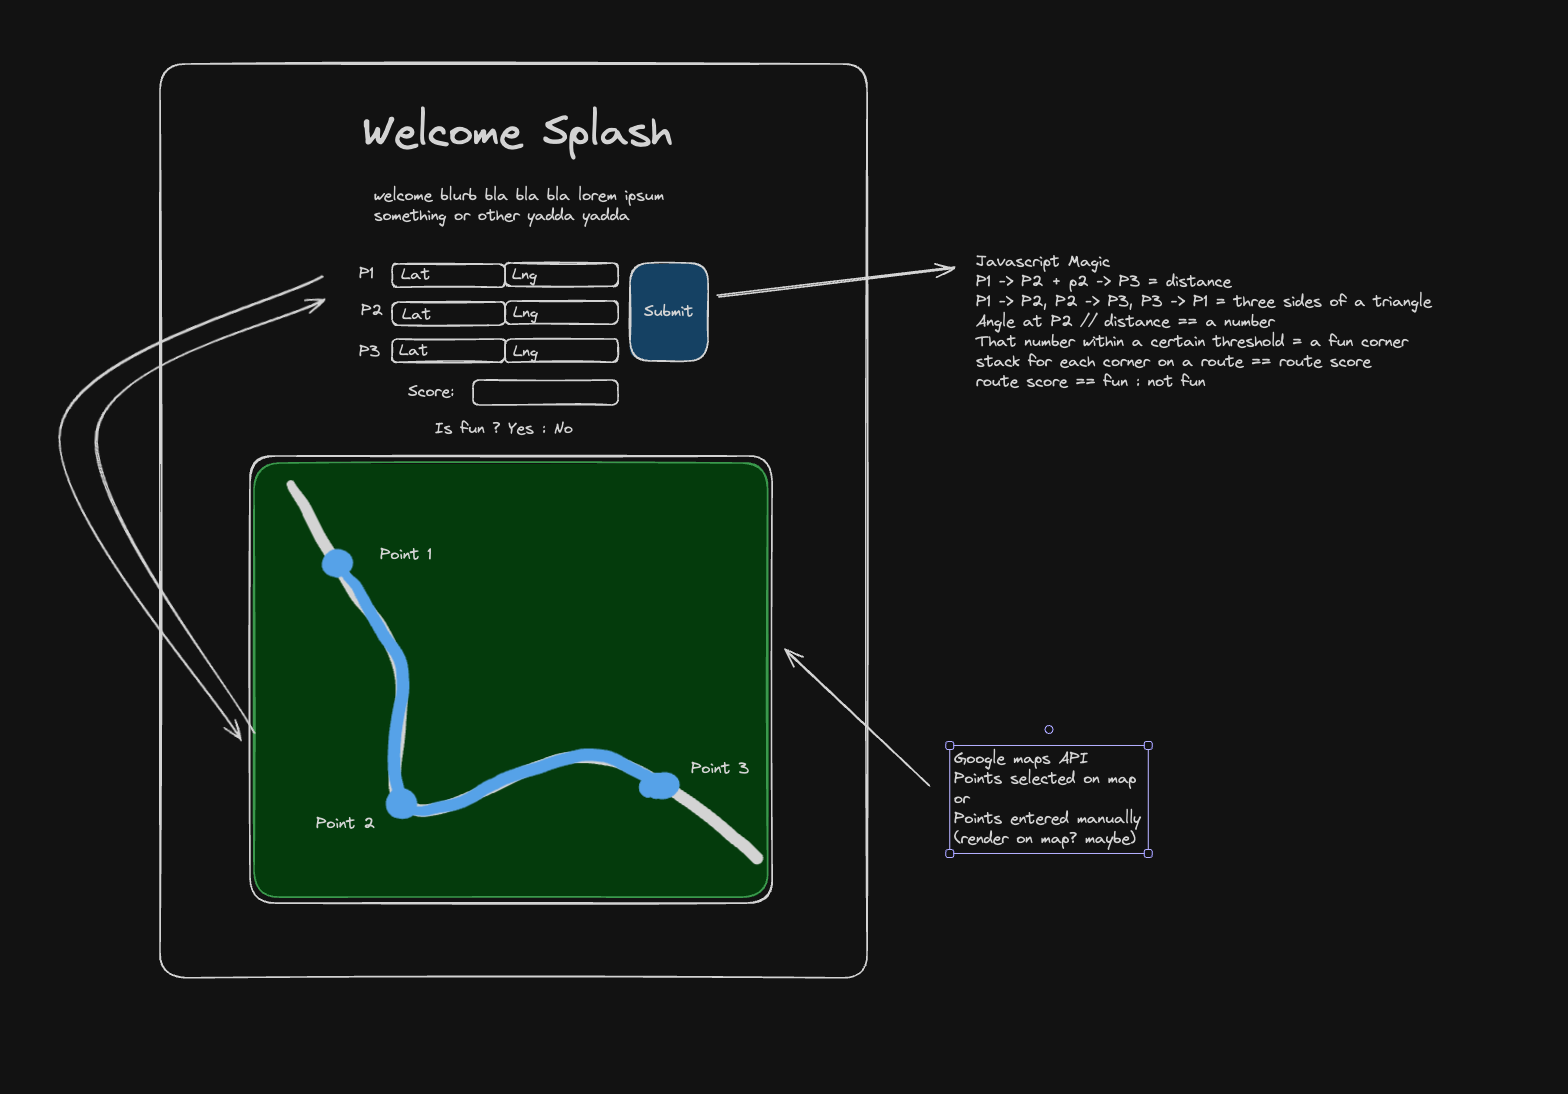 Welcome Splash
welcome blurb bla bla bla lorem ipsum
something or other yadda yadda
P1 Lat Lng
P2 Lat Lng
P3 Lat Lng
Submit
Score:
Is fun ? Yes : No
Point 1
Point 2
Point 3
Javascript Magic
P1 -> P2 + p2 -> P3 = distance
P1 -> P2, P2 -> P3, P3 -> P1 = three sides of a triangle
Angle at P2 // distance == a number
That number within a certain threshold = a fun corner
stack for each corner on a route == route score
route score == fun : not fun
Google maps API
Points selected on map
or
Points entered manually
(render on map? maybe)